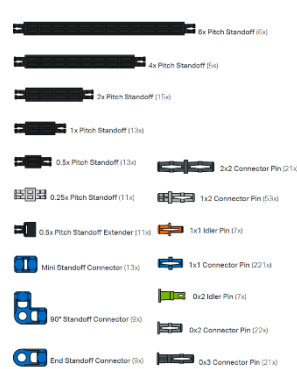 6x Pitch Standoff (6x)
4x Pitch Standoff (5x)
2x Pitch Standoff (15x)
1x Pitch Standoff (13x)
0.5x Pitch Standoff (13x)
2x2 Connector Pin (21x)
0.25x Pitch Standoff (11x)
1x2 Connector Pin (53x)
0.5x Pitch Standoff Extender (11x)
1x1 Idler Pin (7x)
Mini Standoff Connector (13x)
1x1 Connector Pin (221x)
0x2 Idler Pin (7x)
90° Standoff Connector (9x)
0x2 Connector Pin (22x)
End Standoff Connector (9x)
0x3 Connector Pin (21x)